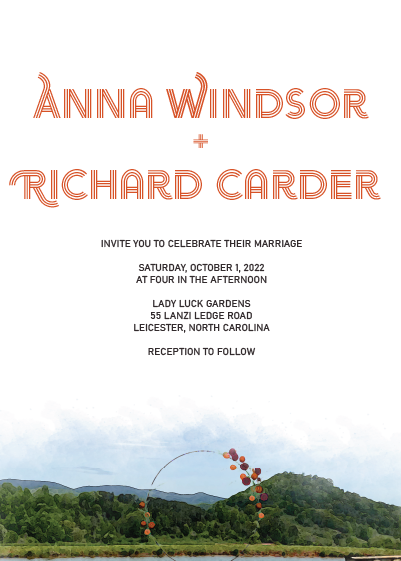 ANNA WINDSOR
+
RICHARD CARDER
INVITE YOU TO CELEBRATE THEIR MARRIAGE
SATURDAY, OCTOBER 1, 2022
AT FOUR IN THE AFTERNOON
LADY LUCK GARDENS
55 LANZI LEDGE ROAD
LEICESTER, NORTH CAROLINA
RECEPTION TO FOLLOW